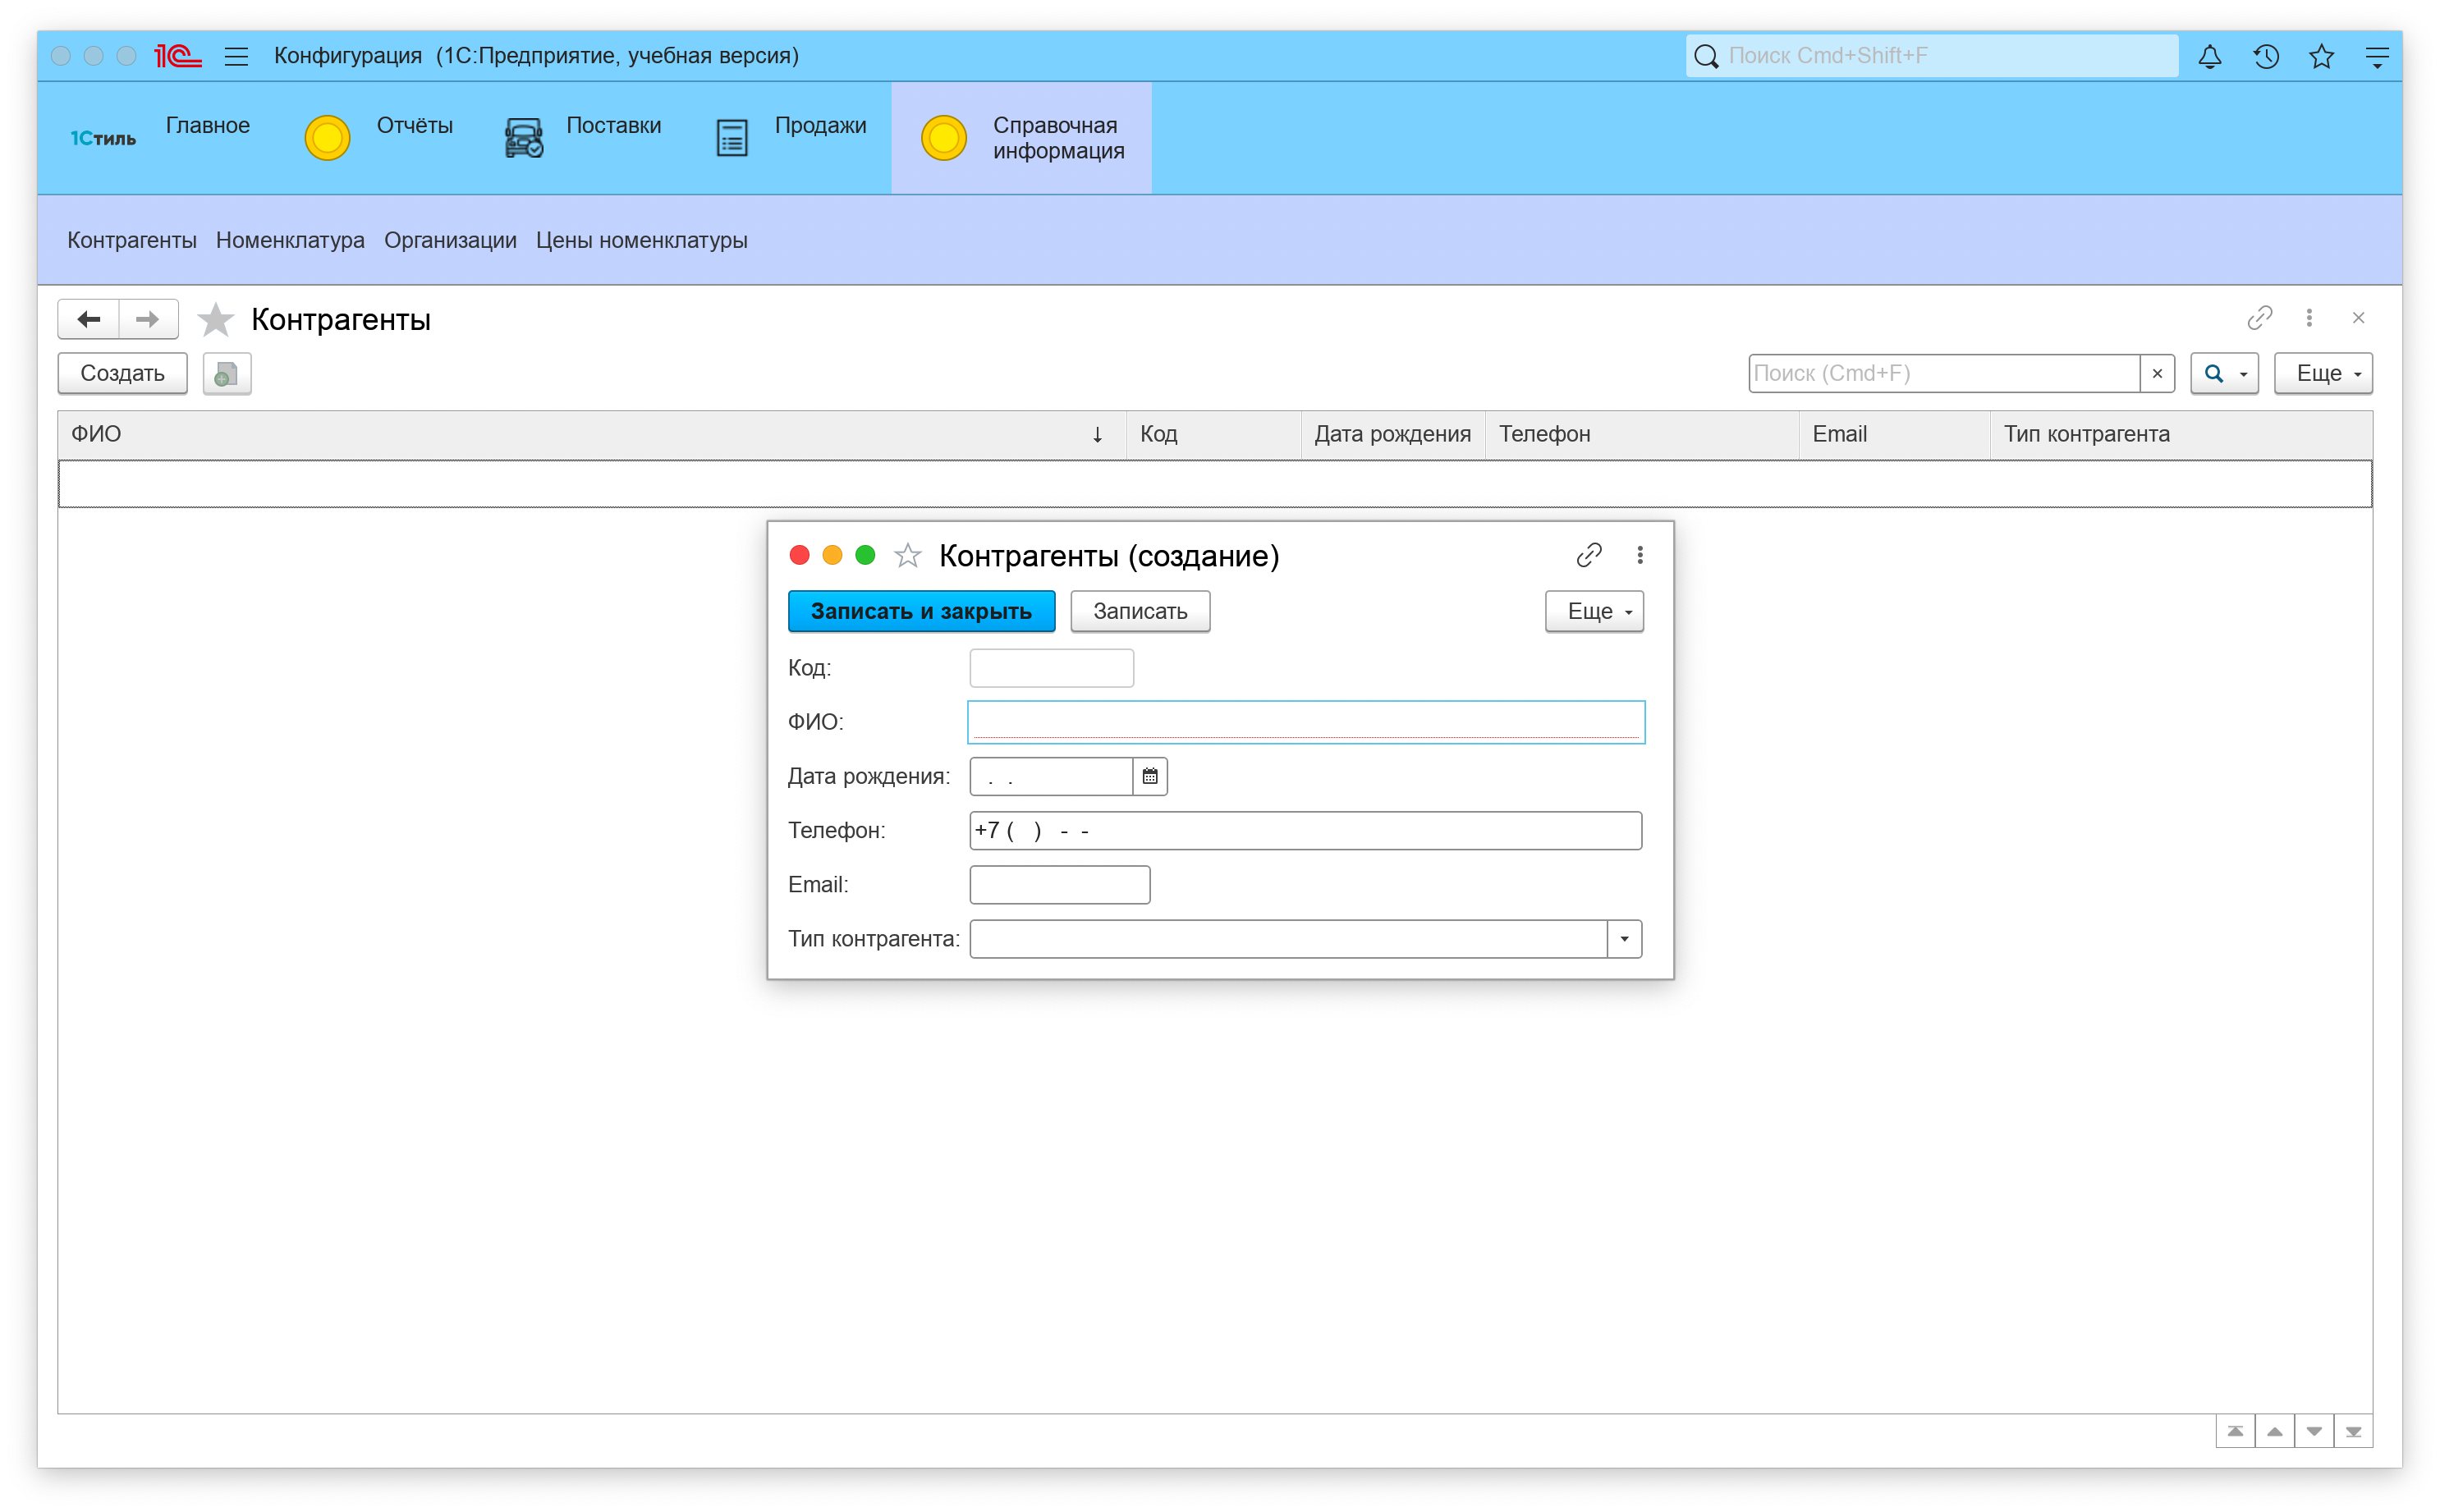 1С Конфигурация (1С:Предприятие, учебная версия) Поиск Cmd+Shift+F
1Стиль Главное Отчёты Поставки Продажи Справочная
информация
Контрагенты Номенклатура Организации Цены номенклатуры
Контрагенты
Создать Поиск (Cmd+F) × Еще
ФИО ↓ Код Дата рождения Телефон Email Тип контрагента
Контрагенты (создание)
Записать и закрыть Записать Еще
Код:
ФИО:
Дата рождения: . .
Телефон: +7 ( ) - -
Email:
Тип контрагента: